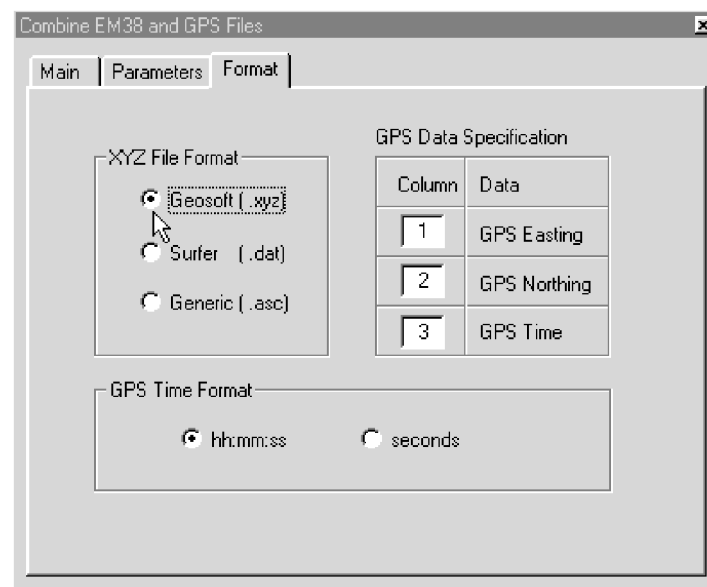 Combine EM38 and GPS Files
Main Parameters Format
XYZ File Format
Geosoft ( .xyz)
Surfer ( .dat)
Generic ( .asc)
GPS Data Specification
Column Data
1 GPS Easting
2 GPS Northing
3 GPS Time
GPS Time Format
hh:mm:ss seconds